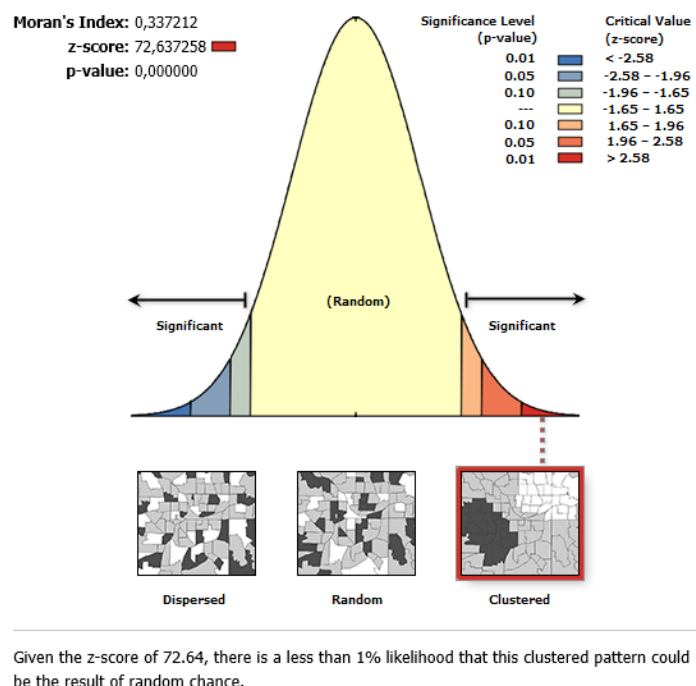 Moran's Index: 0,337212
z-score: 72,637258
p-value: 0,000000
Significance Level
(p-value)
Critical Value
(z-score)
0.01 < -2.58
0.05 -2.58 – -1.96
0.10 -1.96 – -1.65
--- -1.65 – 1.65
0.10 1.65 – 1.96
0.05 1.96 – 2.58
0.01 > 2.58
(Random)
Significant
Significant
Dispersed
Random
Clustered
Given the z-score of 72.64, there is a less than 1% likelihood that this clustered pattern could
be the result of random chance.